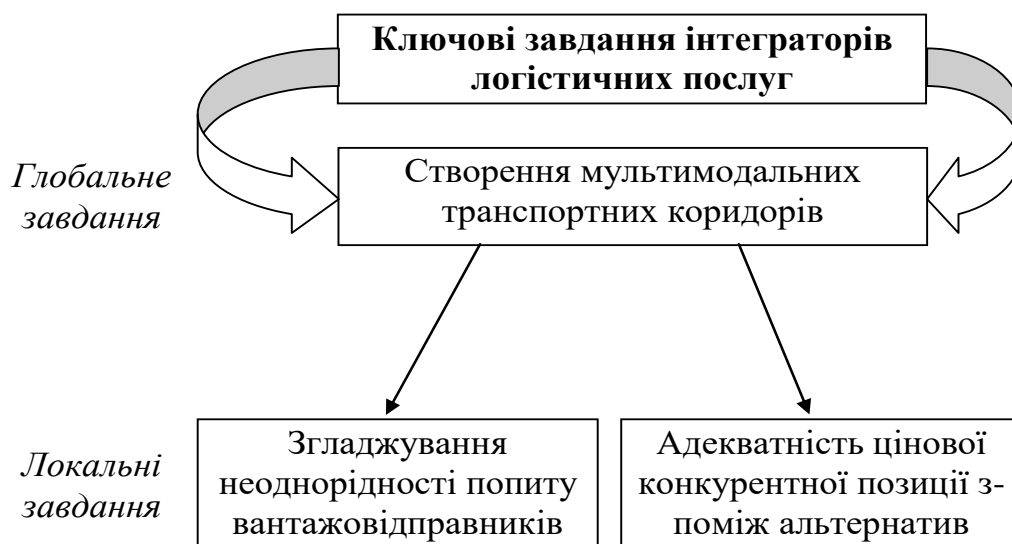 Ключові завдання інтеграторів
логістичних послуг
Глобальне
завдання
Створення мультимодальних
транспортних коридорів
Локальні
завдання
Згладжування
неоднорідності попиту
вантажовідправників
Адекватність цінової
конкурентної позиції з-
поміж альтернатив